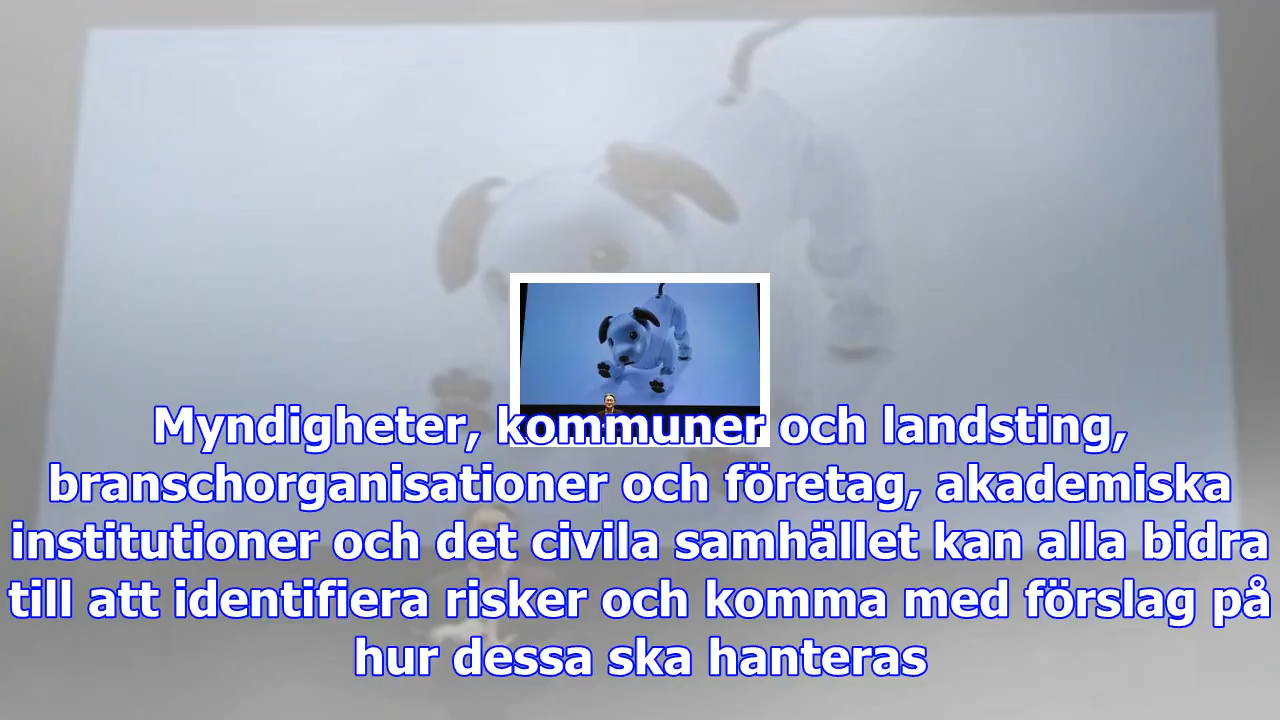 Myndigheter, kommuner och landsting,
branschorganisationer och företag, akademiska
institutioner och det civila samhället kan alla bidra
till att identifiera risker och komma med förslag på
hur dessa ska hanteras